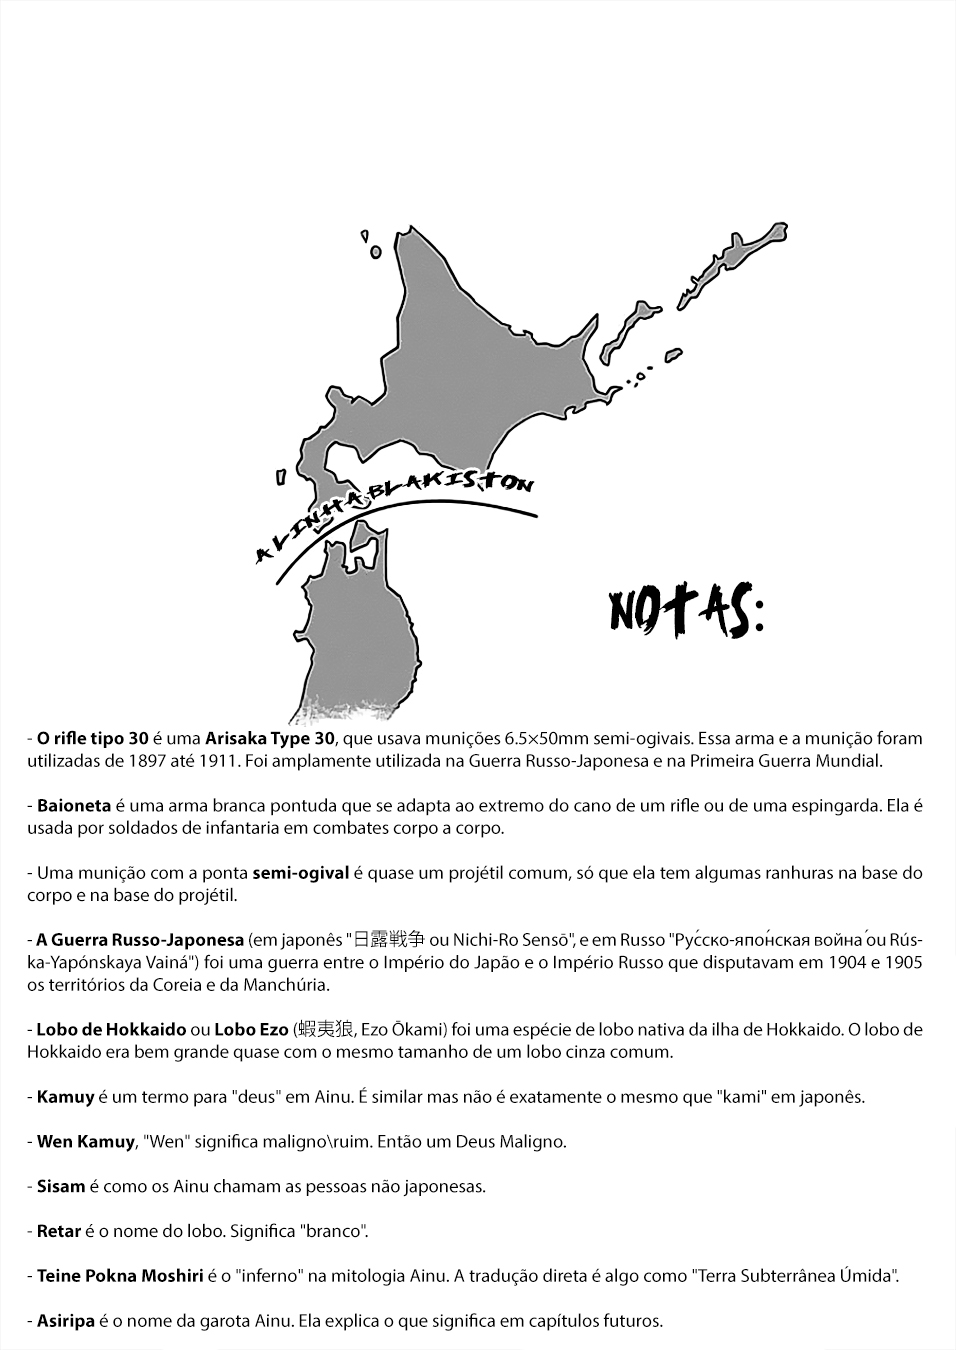 A LINHA BLAKISTON
NOTAS:
- O rifle tipo 30 é uma Arisaka Type 30, que usava munições 6.5×50mm semi-ogivais. Essa arma e a munição foram
utilizadas de 1897 até 1911. Foi amplamente utilizada na Guerra Russo-Japonesa e na Primeira Guerra Mundial.
- Baioneta é uma arma branca pontuda que se adapta ao extremo do cano de um rifle ou de uma espingarda. Ela é
usada por soldados de infantaria em combates corpo a corpo.
- Uma munição com a ponta semi-ogival é quase um projétil comum, só que ela tem algumas ranhuras na base do
corpo e na base do projétil.
- A Guerra Russo-Japonesa (em japonês "日露戦争 ou Nichi-Ro Sensō", e em Russo "Ру́сско-япо́нская война́ ou Rús-
ka-Yapónskaya Vainá") foi uma guerra entre o Império do Japão e o Império Russo que disputavam em 1904 e 1905
os territórios da Coreia e da Manchúria.
- Lobo de Hokkaido ou Lobo Ezo (蝦夷狼, Ezo Ōkami) foi uma espécie de lobo nativa da ilha de Hokkaido. O lobo de
Hokkaido era bem grande quase com o mesmo tamanho de um lobo cinza comum.
- Kamuy é um termo para "deus" em Ainu. É similar mas não é exatamente o mesmo que "kami" em japonês.
- Wen Kamuy, "Wen" significa maligno\ruim. Então um Deus Maligno.
- Sisam é como os Ainu chamam as pessoas não japonesas.
- Retar é o nome do lobo. Significa "branco".
- Teine Pokna Moshiri é o "inferno" na mitologia Ainu. A tradução direta é algo como "Terra Subterrânea Úmida".
- Asiripa é o nome da garota Ainu. Ela explica o que significa em capítulos futuros.